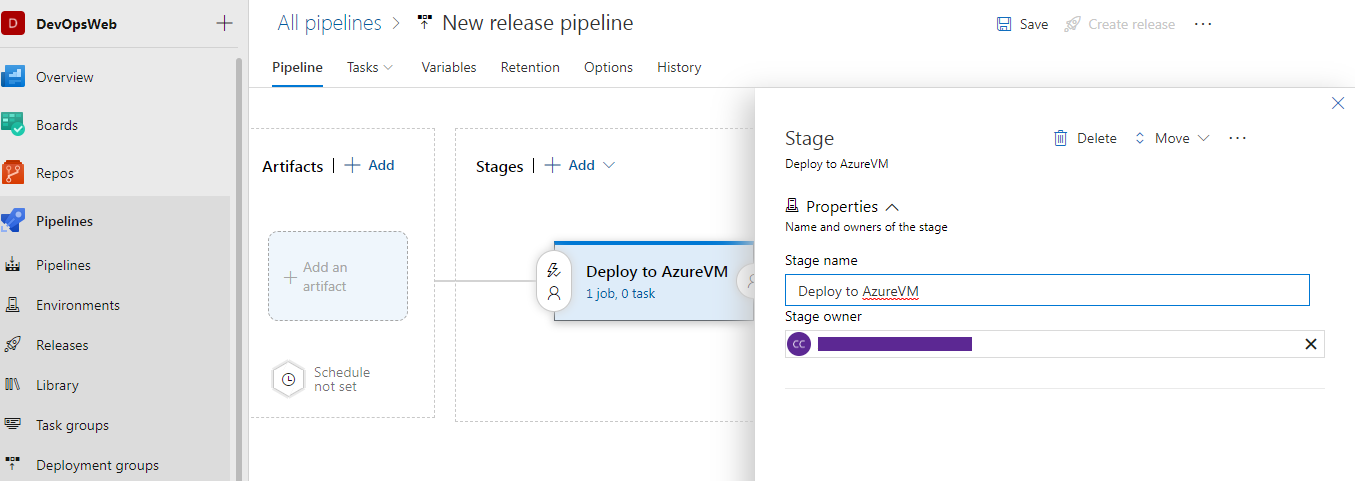 D DevOpsWeb
Overview
Boards
Repos
Pipelines
Pipelines
Environments
Releases
Library
Task groups
Deployment groups
All pipelines > New release pipeline
Save Create release ...
Pipeline Tasks Variables Retention Options History
Artifacts | + Add
Add an
artifact
Schedule
not set
Stages | + Add
Deploy to AzureVM
1 job, 0 task
Stage
Delete Move ...
Deploy to AzureVM
Properties
Name and owners of the stage
Stage name
Deploy to AzureVM
Stage owner
CC